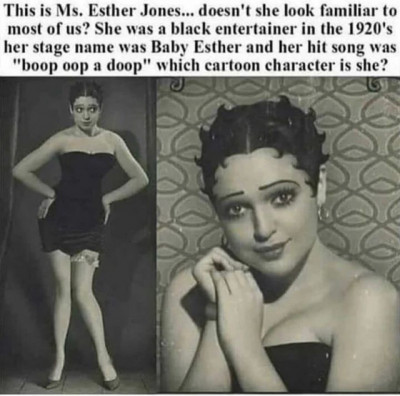 This is Ms. Esther Jones... doesn't she look familiar to
most of us? She was a black entertainer in the 1920's
her stage name was Baby Esther and her hit song was
"boop oop a doop" which cartoon character is she?